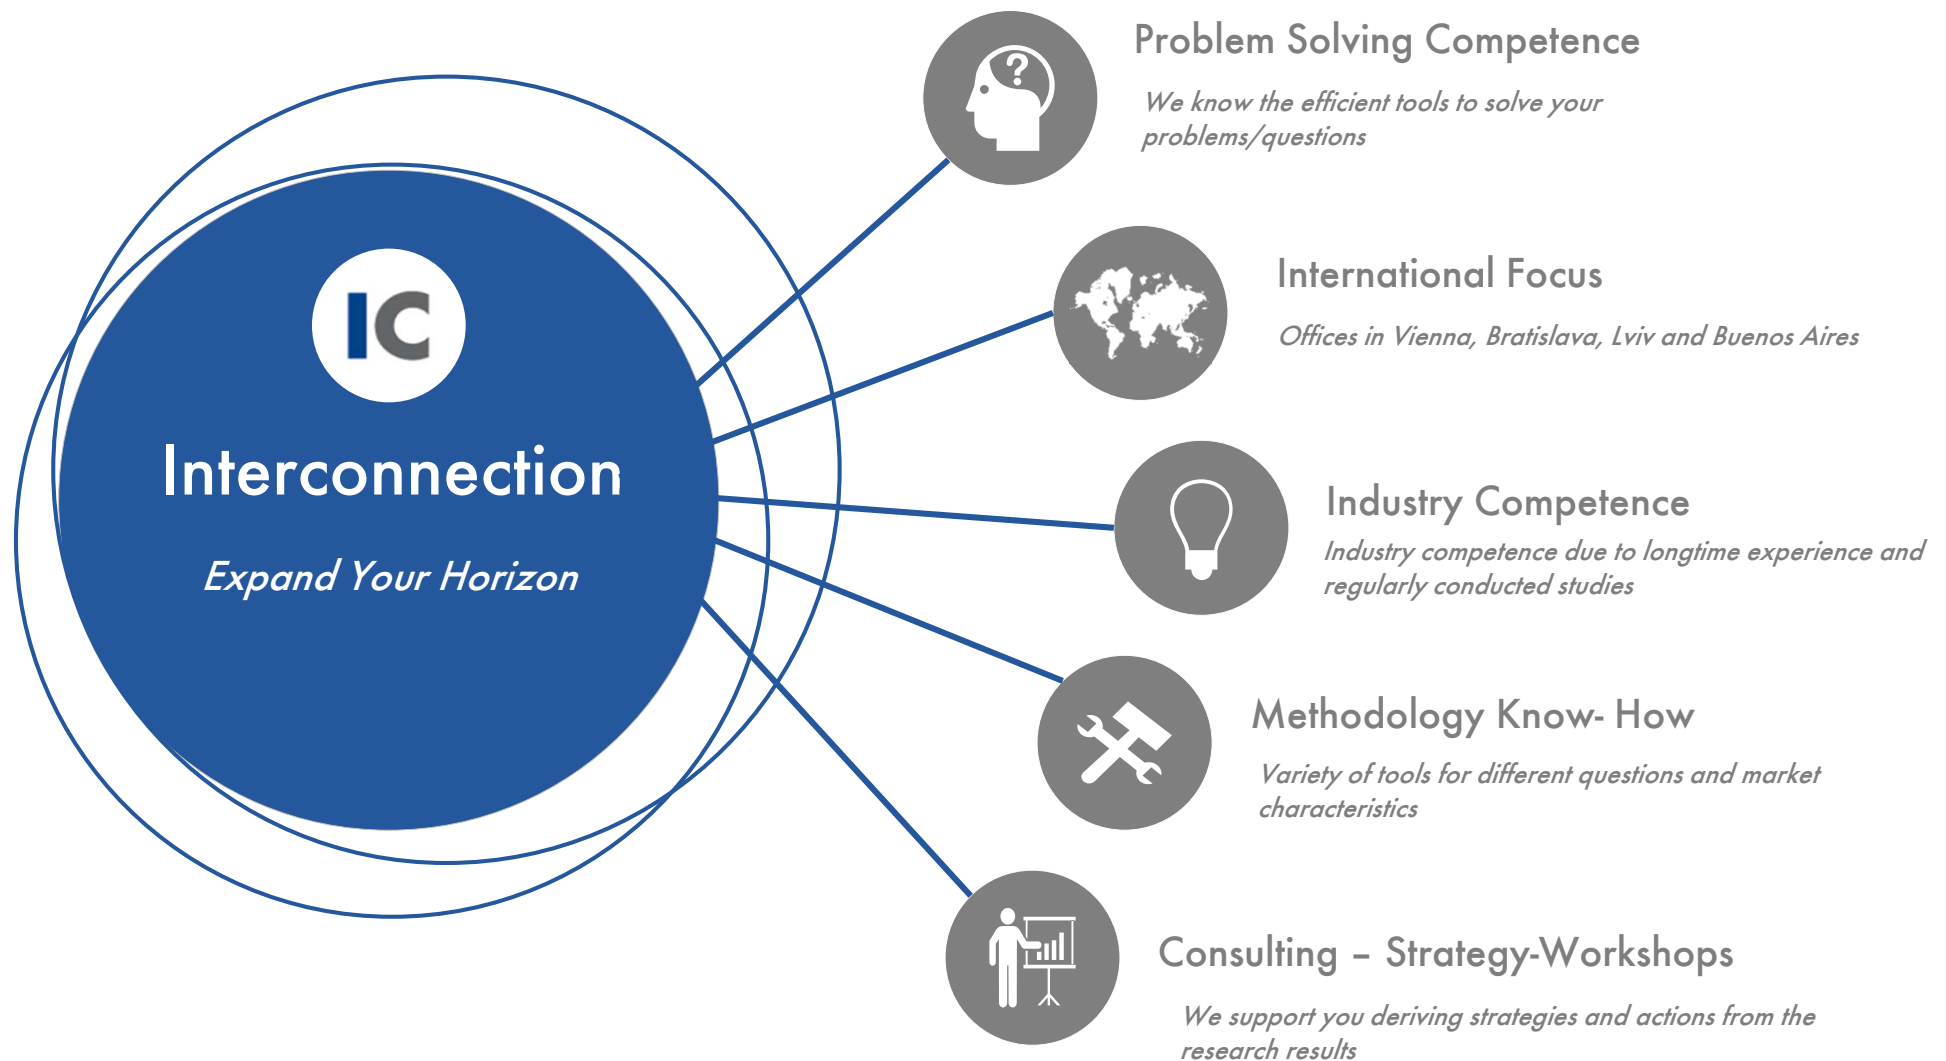 IC
Interconnection
Expand Your Horizon
?
Problem Solving Competence
We know the efficient tools to solve your
problems/questions
International Focus
Offices in Vienna, Bratislava, Lviv and Buenos Aires
Industry Competence
Industry competence due to longtime experience and
regularly conducted studies
Methodology Know- How
Variety of tools for different questions and market
characteristics
Consulting – Strategy-Workshops
We support you deriving strategies and actions from the
research results